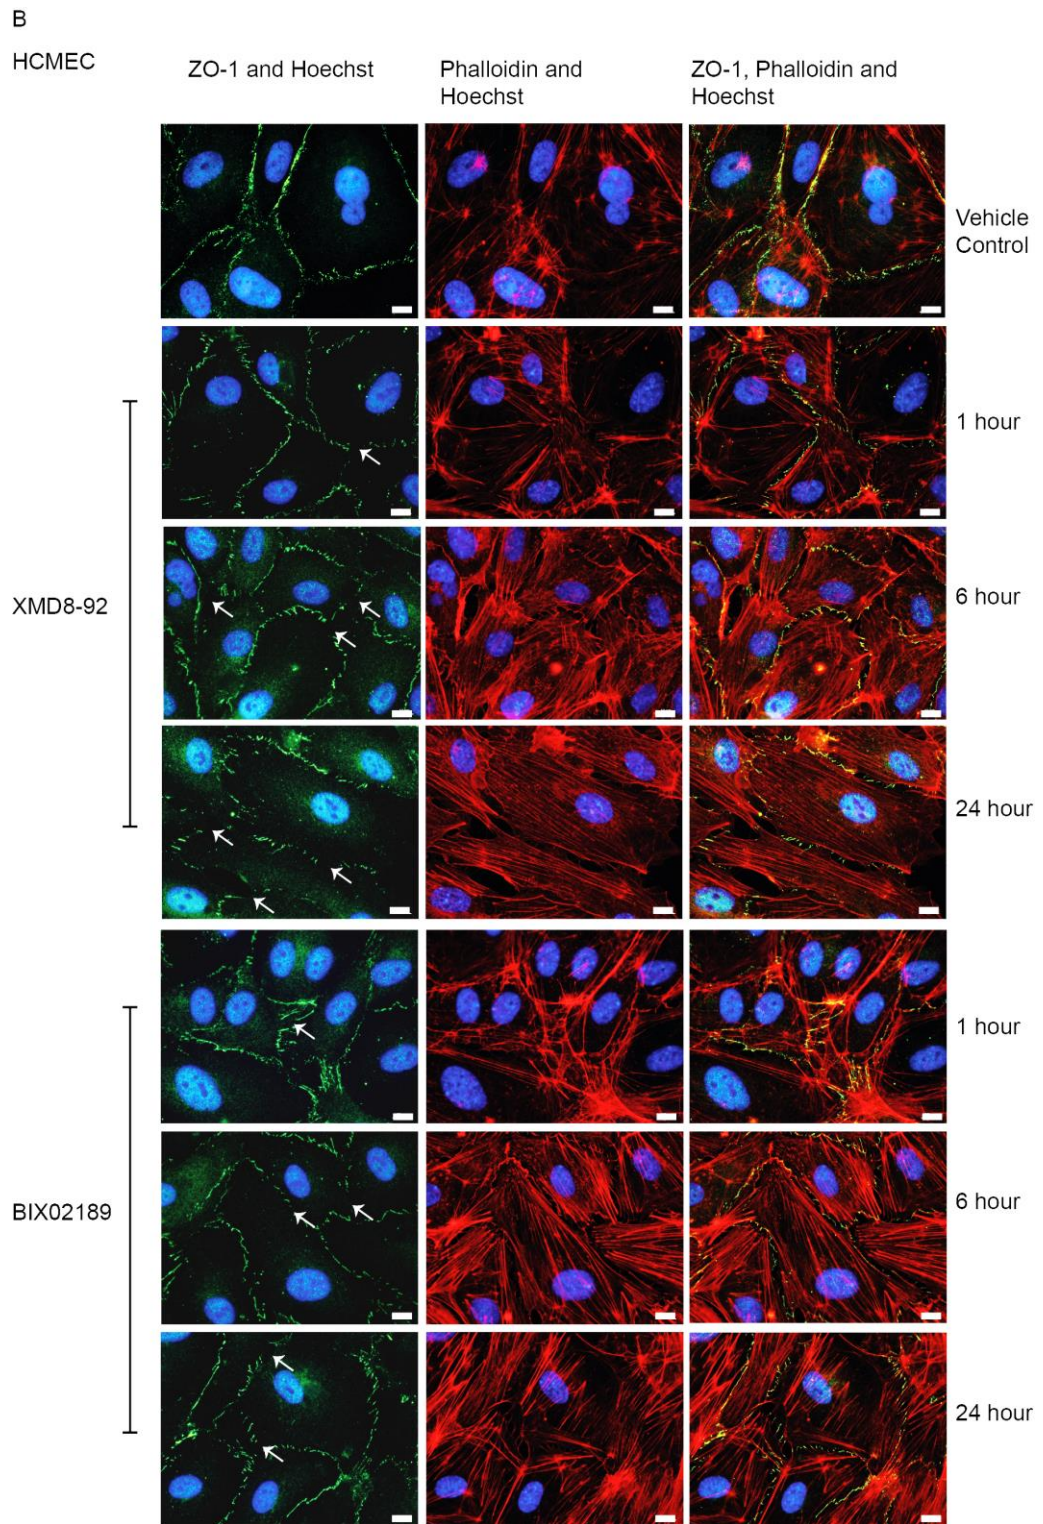 B
HCMEC
ZO-1 and Hoechst
Phalloidin and
Hoechst
ZO-1, Phalloidin and
Hoechst
Vehicle
Control
1 hour
XMD8-92
6 hour
24 hour
1 hour
BIX02189
6 hour
24 hour